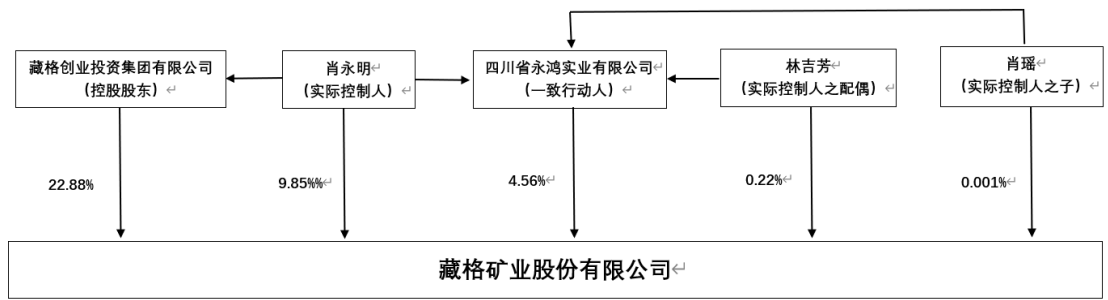 藏格创业投资集团有限公司
（控股股东）
肖永明
（实际控制人）
四川省永鸿实业有限公司
（一致行动人）
林吉芳
（实际控制人之配偶）
肖瑶
（实际控制人之子）
22.88%
9.85%%
4.56%
0.22%
0.001%
藏格矿业股份有限公司